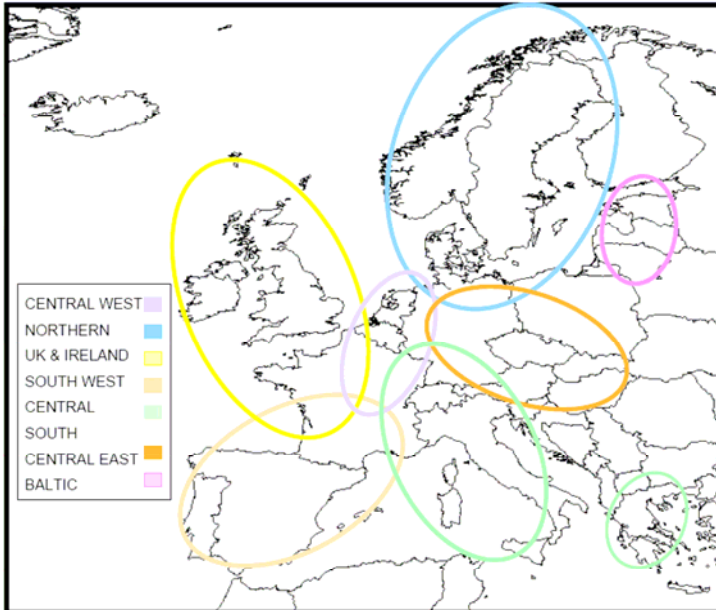 CENTRAL WEST
NORTHERN
UK & IRELAND
SOUTH WEST
CENTRAL
SOUTH
CENTRAL EAST
BALTIC